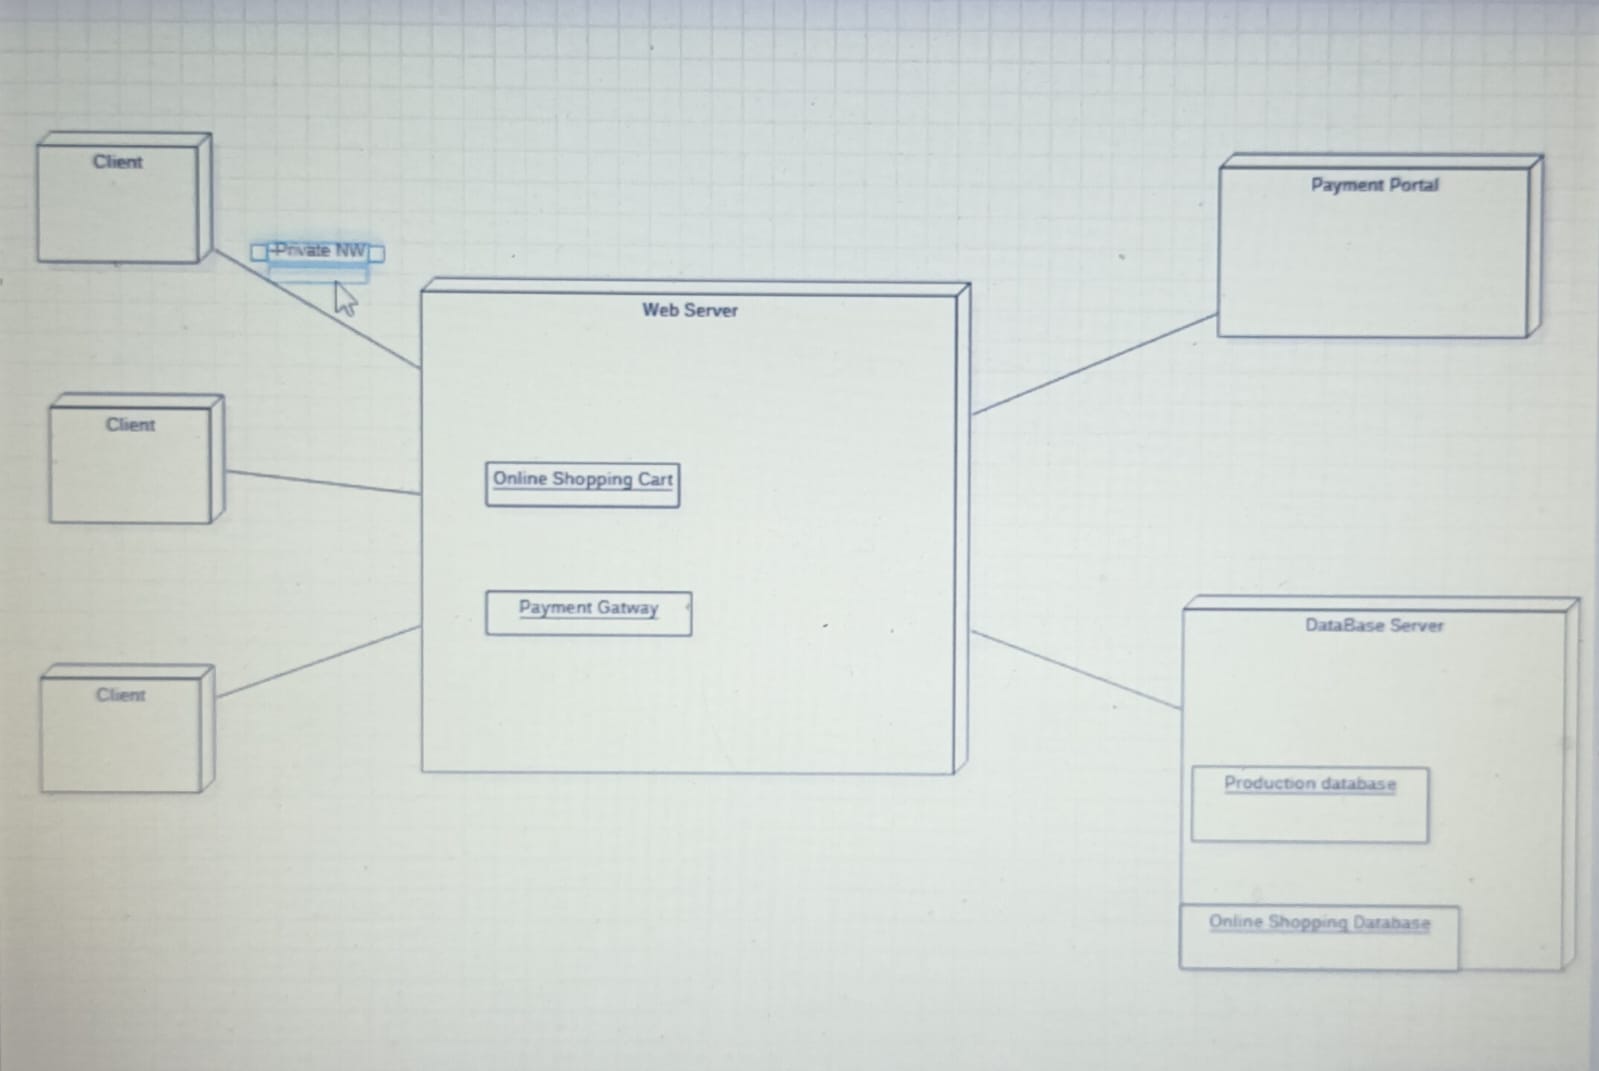 Client
Private NW
Web Server
Payment Portal
Client
Online Shopping Cart
Payment Gatway
Client
DataBase Server
Production database
Online Shopping Database